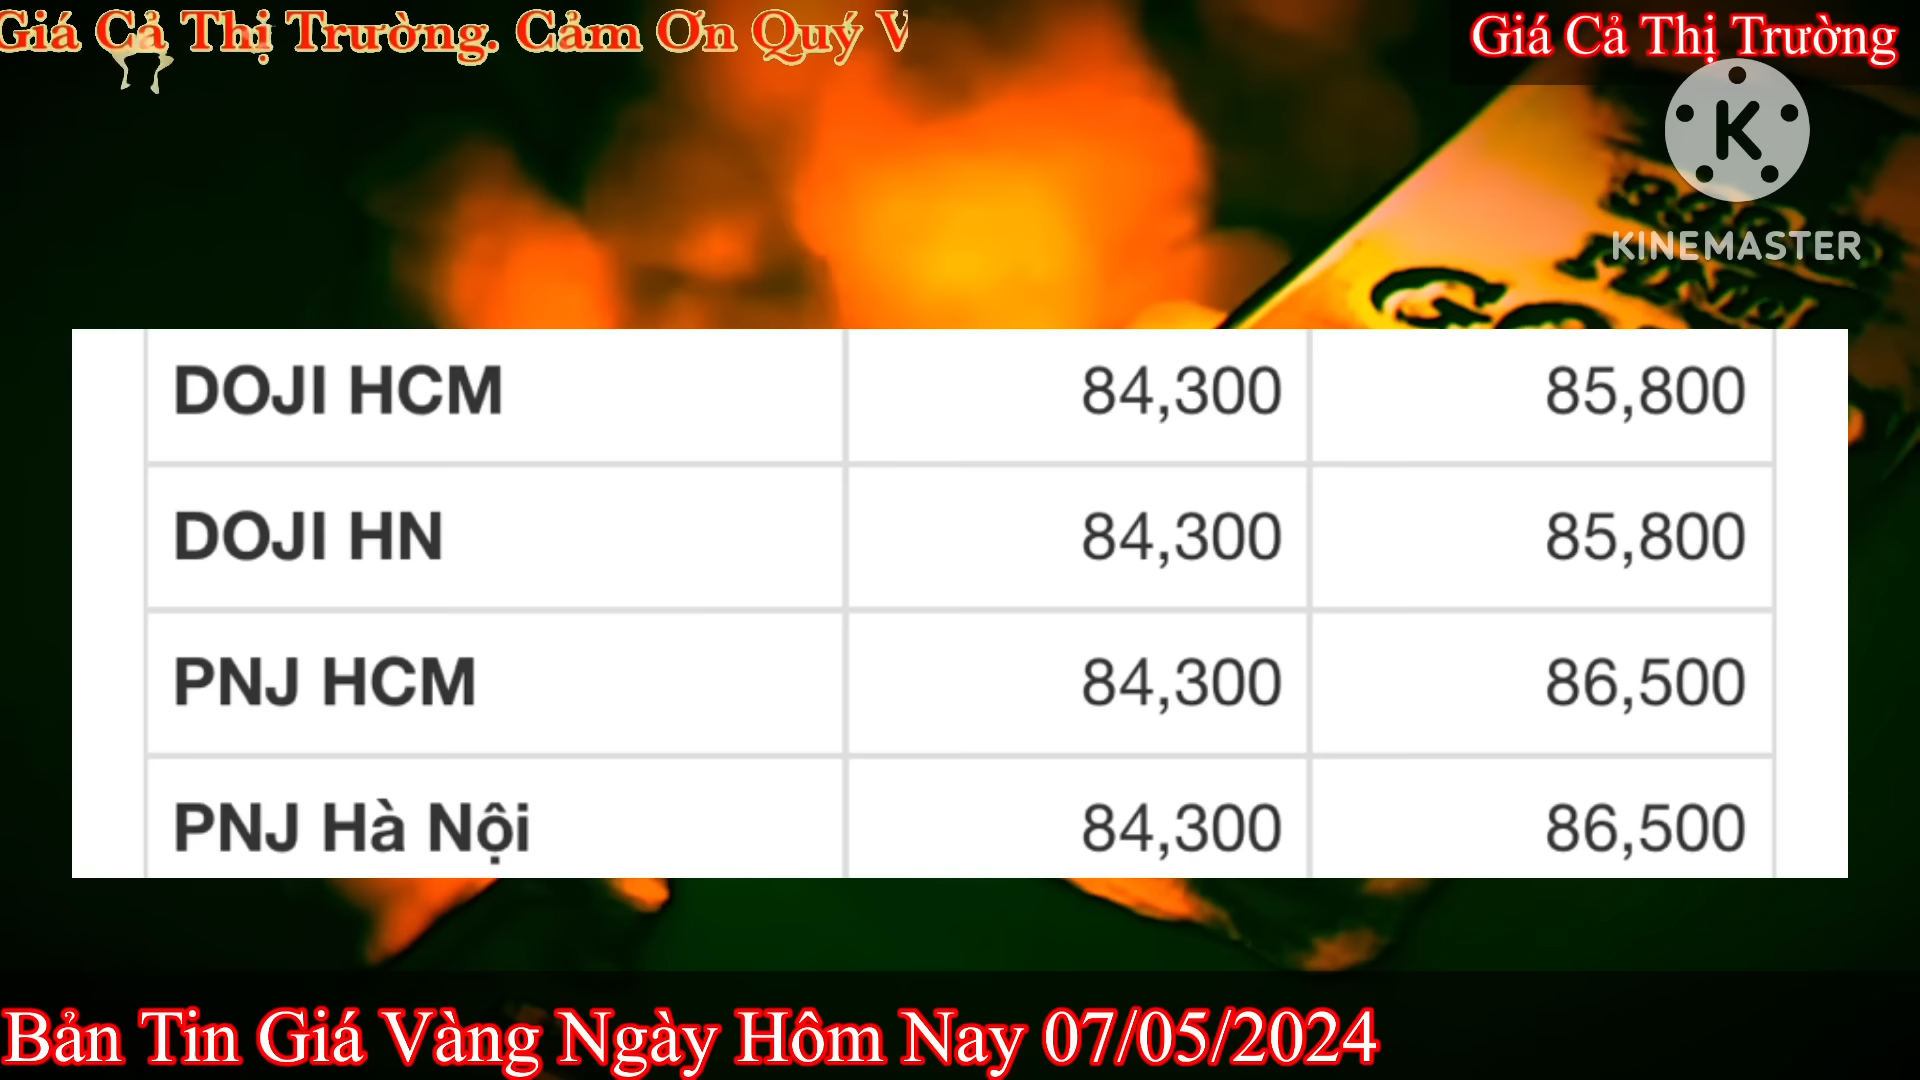 Giá Cả Thị Trường. Cảm Ơn Quý V
Giá Cả Thị Trường
K
KINEMASTER
DOJI HCM 84,300 85,800
DOJI HN 84,300 85,800
PNJ HCM 84,300 86,500
PNJ Hà Nội 84,300 86,500
Bản Tin Giá Vàng Ngày Hôm Nay 07/05/2024